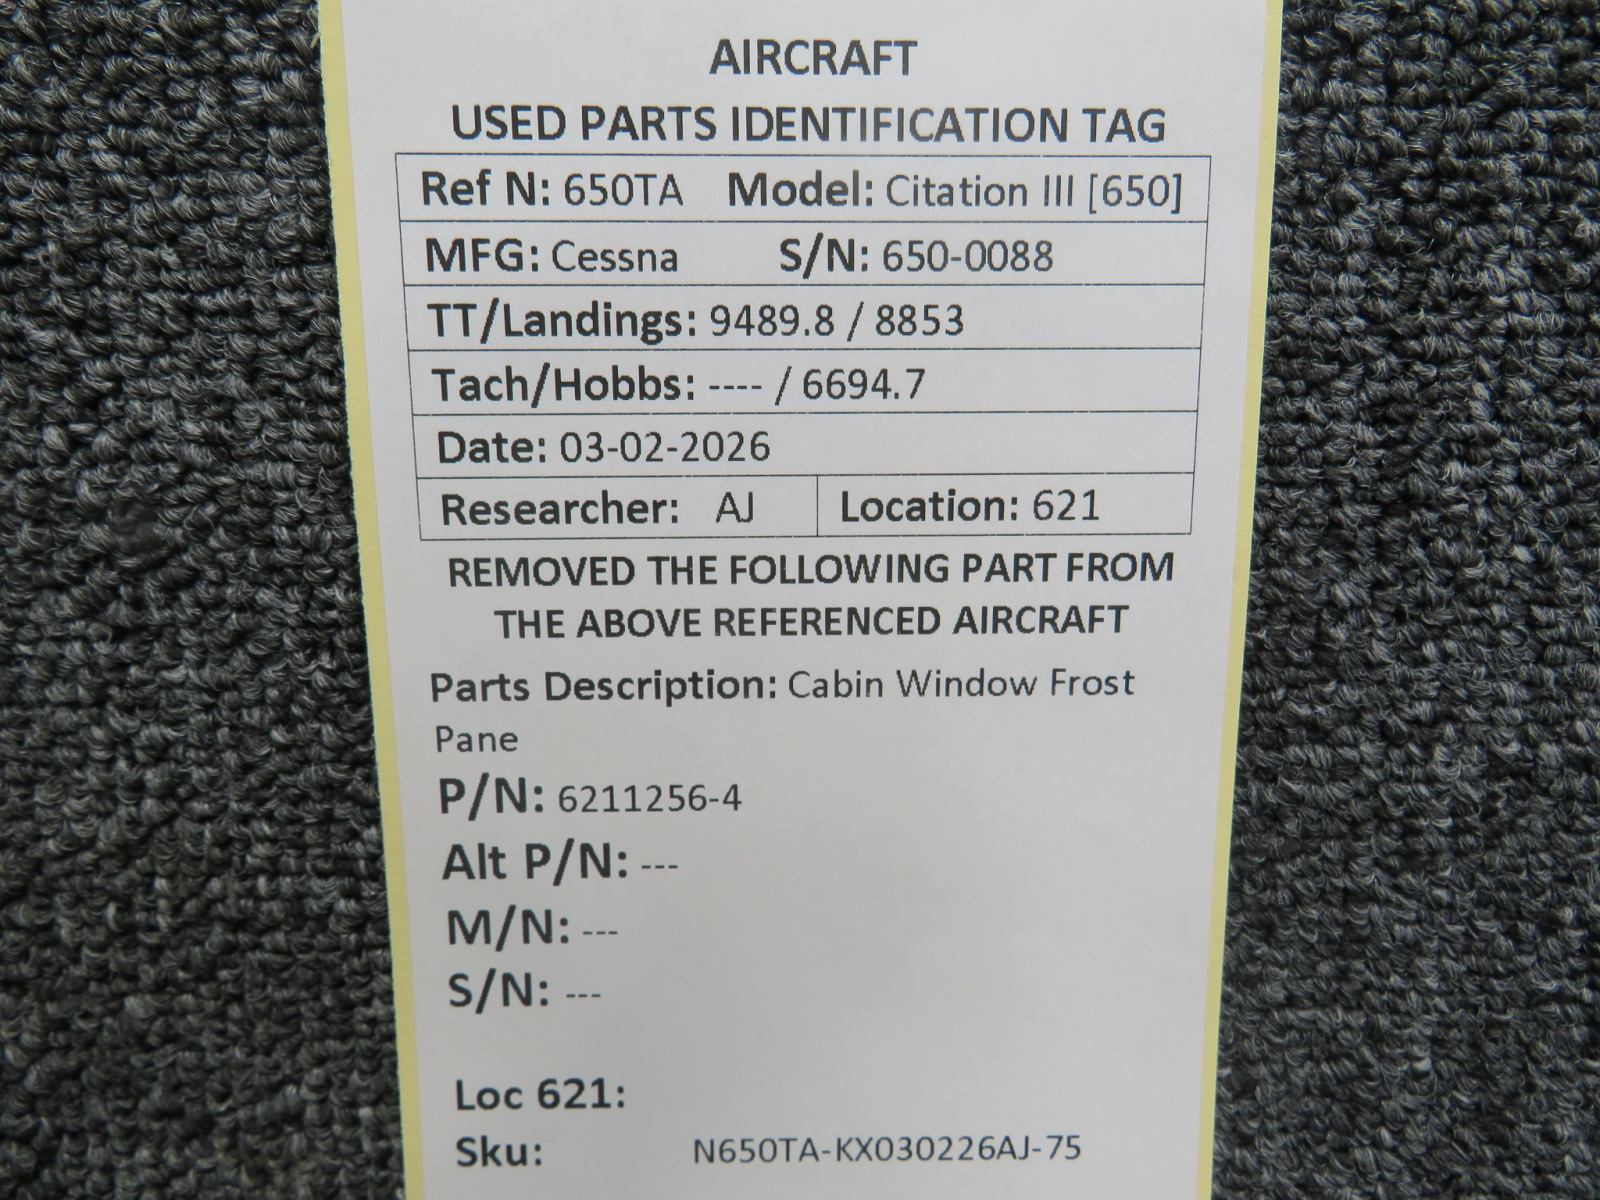 AIRCRAFT
USED PARTS IDENTIFICATION TAG
Ref N: 650TA Model: Citation III [650]
MFG: Cessna S/N: 650-0088
TT/Landings: 9489.8 / 8853
Tach/Hobbs: ---- / 6694.7
Date: 03-02-2026
Researcher: AJ Location: 621
REMOVED THE FOLLOWING PART FROM
THE ABOVE REFERENCED AIRCRAFT
Parts Description: Cabin Window Frost
Pane
P/N: 6211256-4
Alt P/N: ---
M/N: ---
S/N: ---
Loc 621:
Sku: N650TA-KX030226AJ-75